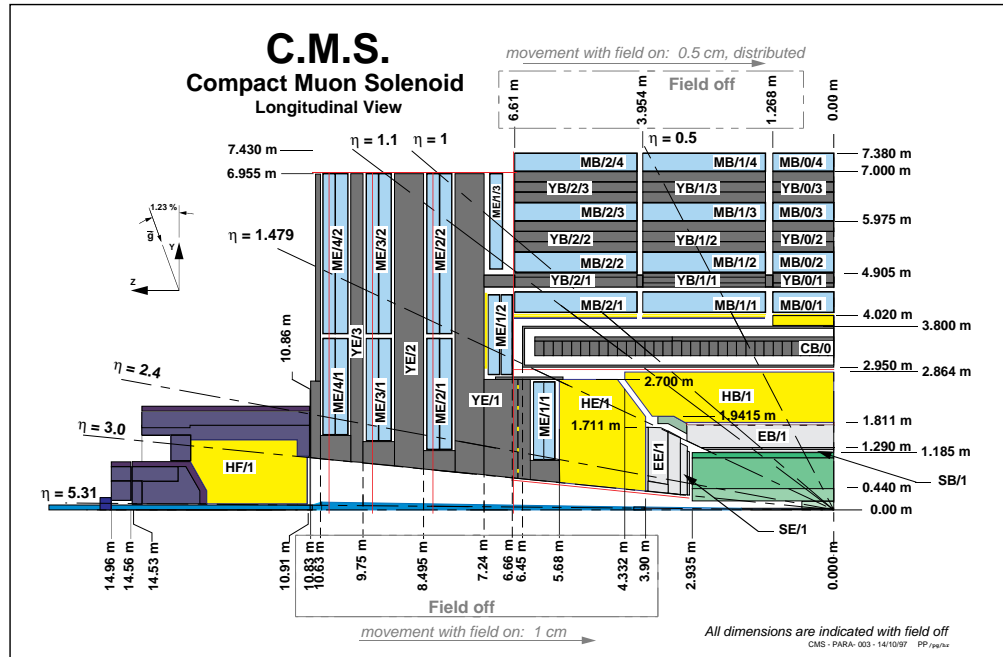 C.M.S.
Compact Muon Solenoid
Longitudinal View
movement with field on: 0.5 cm, distributed
Field off
6.61 m
3.954 m
1.268 m
0.00 m
η = 1.1
η = 1
η = 0.5
7.430 m
6.955 m
7.380 m
7.000 m
5.975 m
4.905 m
4.020 m
3.800 m
2.950 m
2.864 m
1.811 m
1.290 m
1.185 m
0.440 m
0.00 m
MB/2/4
MB/1/4
MB/0/4
YB/2/3
YB/1/3
YB/0/3
MB/2/3
MB/1/3
MB/0/3
YB/2/2
YB/1/2
YB/0/2
MB/2/2
MB/1/2
MB/0/2
YB/2/1
YB/1/1
YB/0/1
MB/2/1
MB/1/1
MB/0/1
CB/0
1.23 %
g
Y
Z
η = 1.479
ME/4/2
ME/3/2
ME/2/2
ME/1/3
YE/3
YE/2
ME/1/2
10.86 m
ME/4/1
ME/3/1
ME/2/1
YE/1
ME/1/1
HE/1
2.700 m
HB/1
1.9415 m
1.711 m
EB/1
EE/1
SB/1
SE/1
η = 2.4
η = 3.0
η = 5.31
HF/1
14.96 m
14.56 m
14.53 m
10.91 m
10.83 m
10.63 m
9.75 m
8.495 m
7.24 m
6.66 m
6.45 m
5.68 m
4.332 m
3.90 m
2.935 m
0.000 m
Field off
movement with field on: 1 cm
All dimensions are indicated with field off
CMS - PARA- 003 - 14/10/97 PP/pg/hz